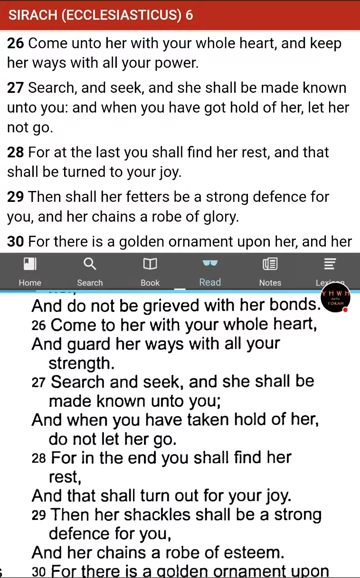 SIRACH (ECCLESIASTICUS) 6
26 Come unto her with your whole heart, and keep
her ways with all your power.
27 Search, and seek, and she shall be made known
unto you: and when you have got hold of her, let her
not go.
28 For at the last you shall find her rest, and that
shall be turned to your joy.
29 Then shall her fetters be a strong defence for
you, and her chains a robe of glory.
30 For there is a golden ornament upon her, and her
Home Search Book Read Notes
And do not be grieved with her bonds.
26 Come to her with your whole heart,
And guard her ways with all your
strength.
27 Search and seek, and she shall be
made known unto you;
And when you have taken hold of her,
do not let her go.
28 For in the end you shall find her
rest,
And that shall turn out for your joy.
29 Then her shackles shall be a strong
defence for you,
And her chains a robe of esteem.
30 For there is a golden ornament upon